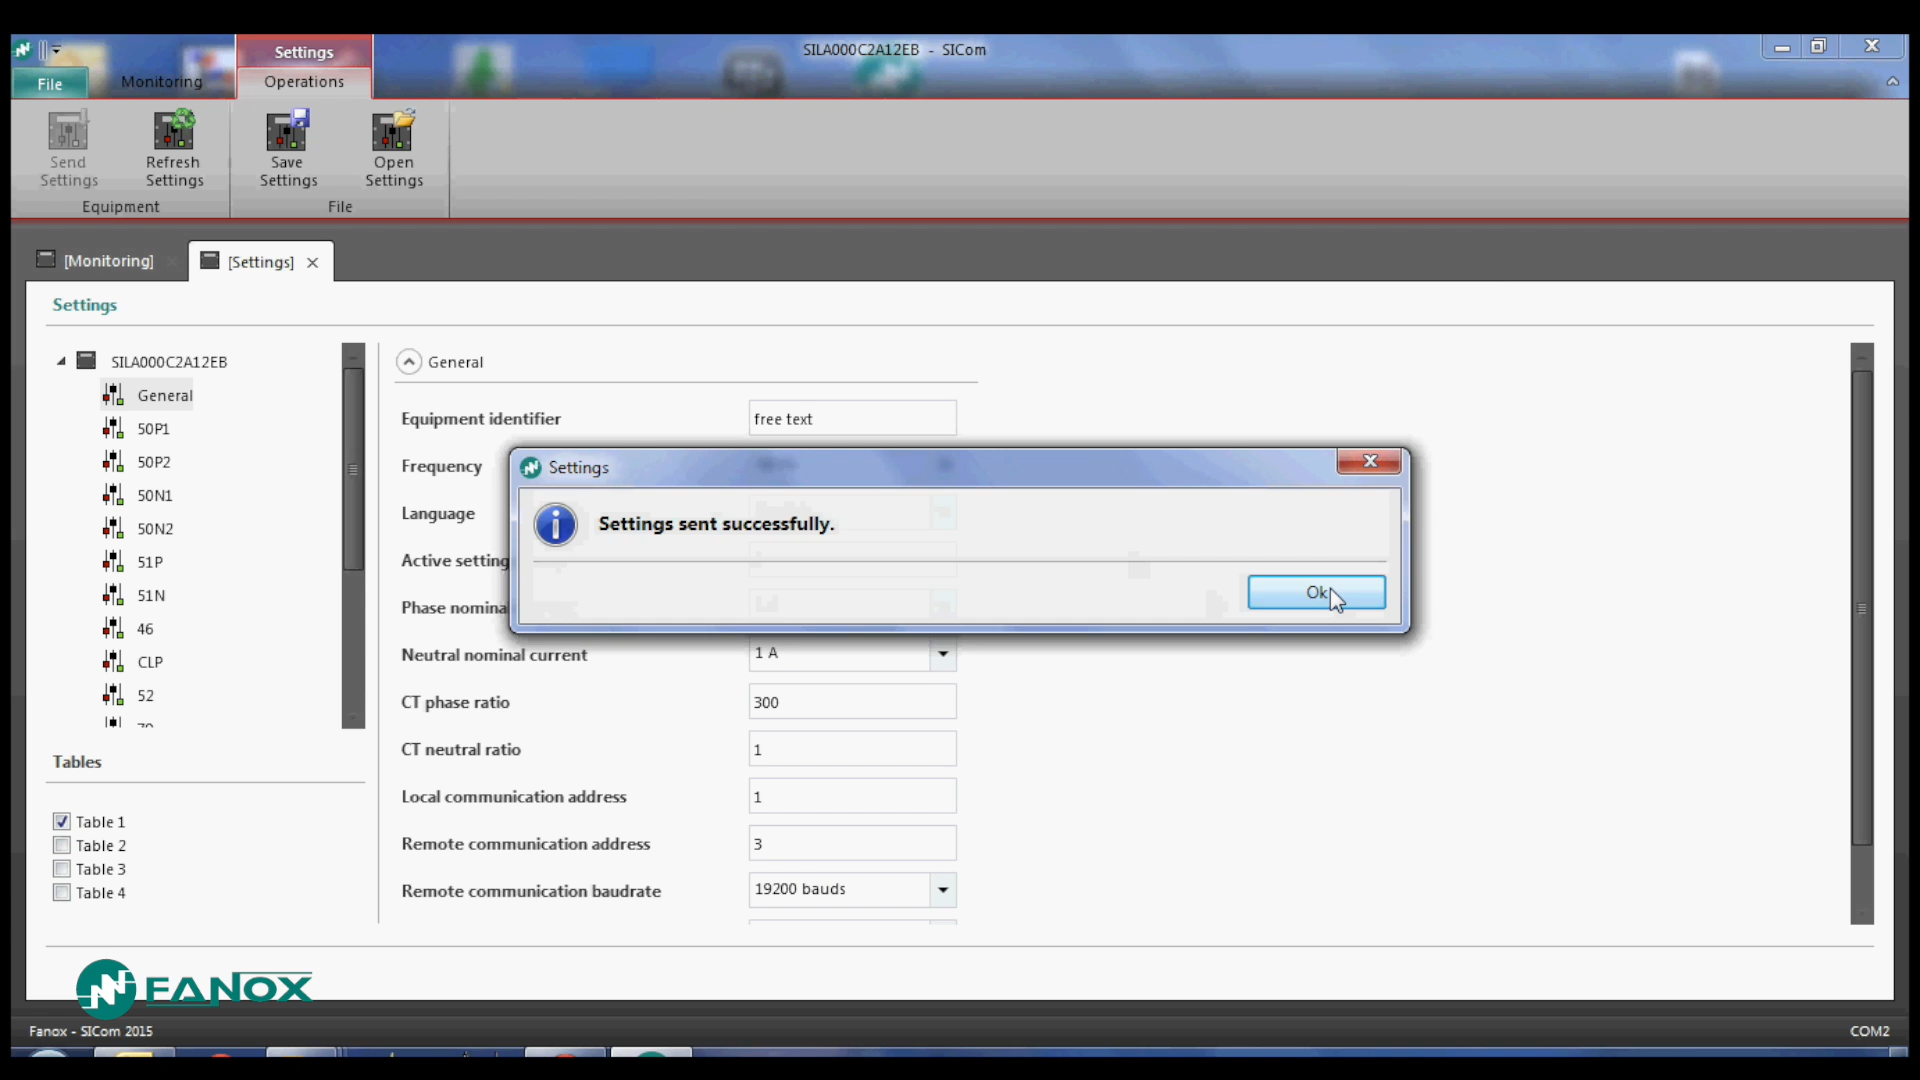 Settings
SILA000C2A12EB - SICom
File
Monitoring
Operations
Send Settings
Refresh Settings
Save Settings
Open Settings
Equipment
File
[Monitoring]
[Settings]
Settings
SILA000C2A12EB
General
50P1
50P2
50N1
50N2
51P
51N
46
CLP
52
Tables
Table 1
Table 2
Table 3
Table 4
General
Equipment identifier
free text
Frequency
Language
Active setting
Phase nominal
Neutral nominal current
1 A
CT phase ratio
300
CT neutral ratio
1
Local communication address
1
Remote communication address
3
Remote communication baudrate
19200 bauds
Settings
Settings sent successfully.
Ok
FANOX
Fanox - SICom 2015
COM2